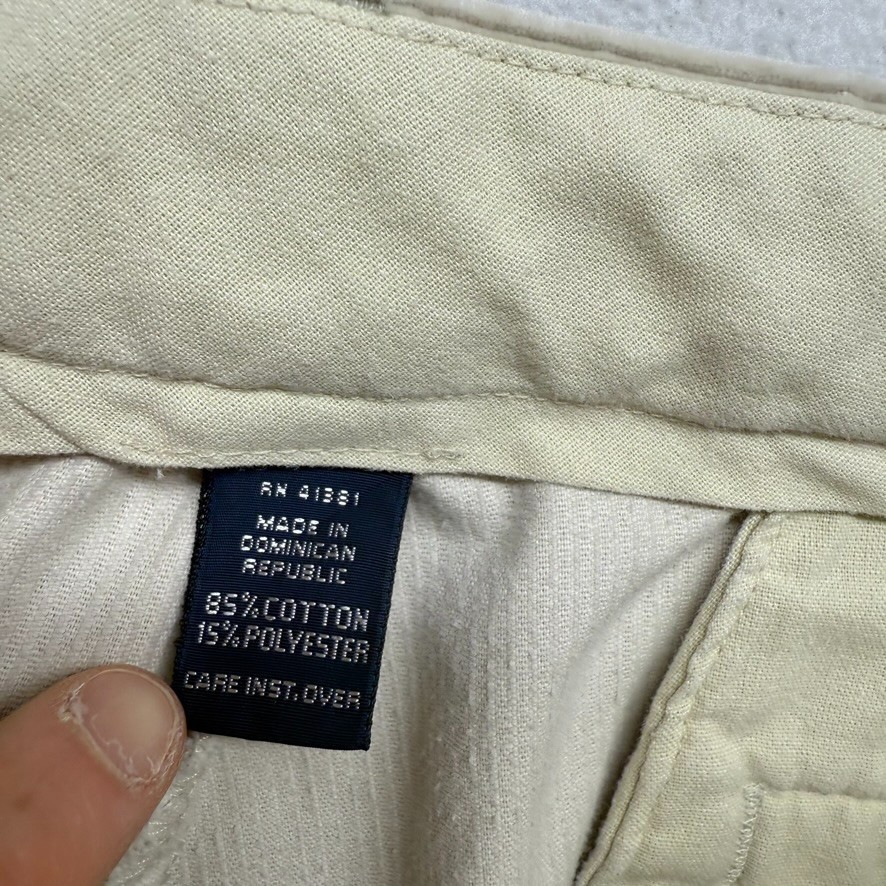 RN 41381
MADE IN
DOMINICAN
REPUBLIC
85% COTTON
15% POLYESTER
CARE INST. OVER